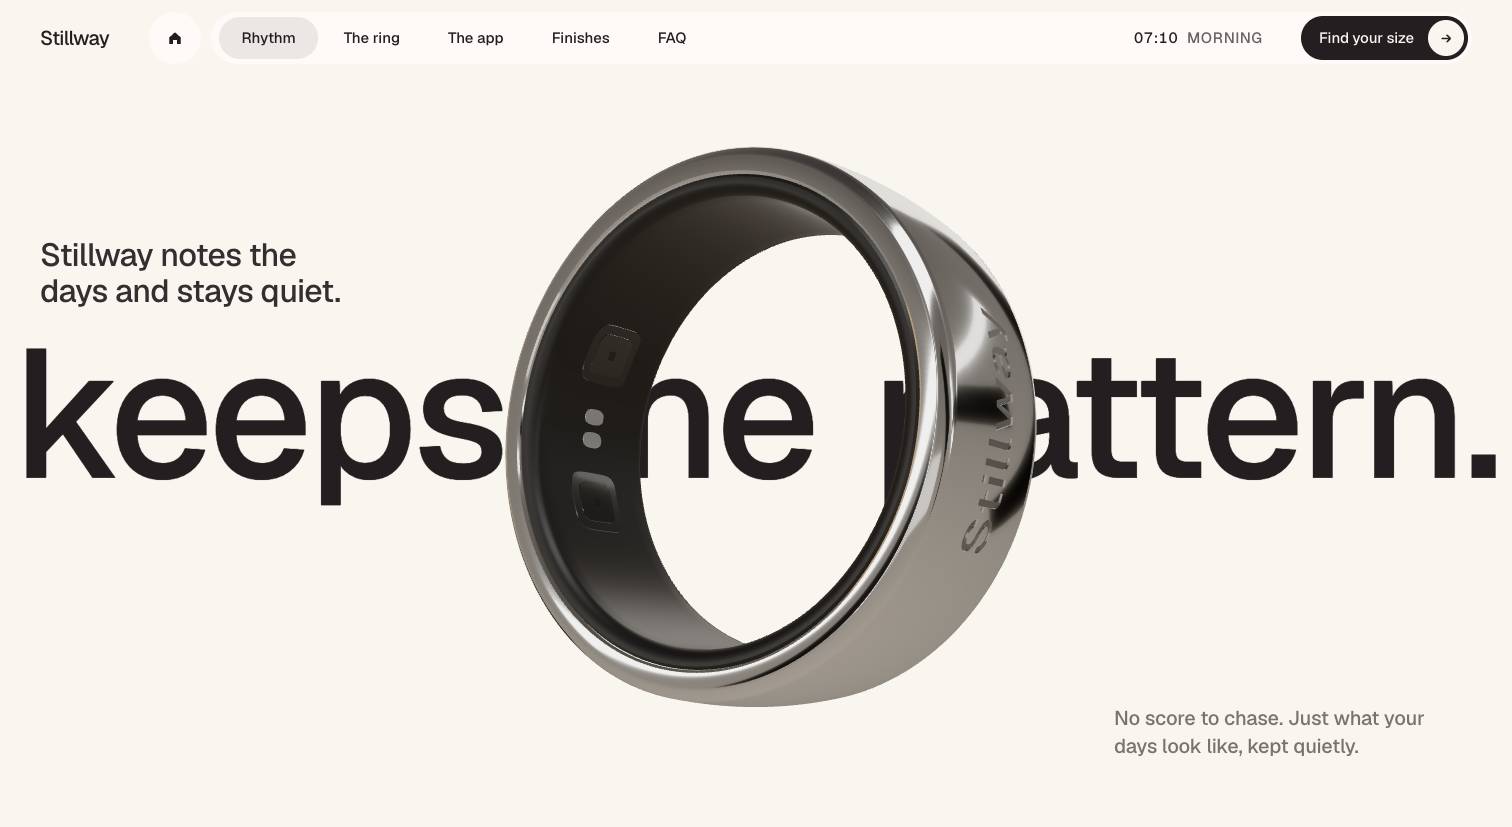 Stillway
Rhythm
The ring
The app
Finishes
FAQ
07:10 MORNING
Find your size
Stillway notes the
days and stays quiet.
keeps
pattern.
Stillway
No score to chase. Just what your
days look like, kept quietly.